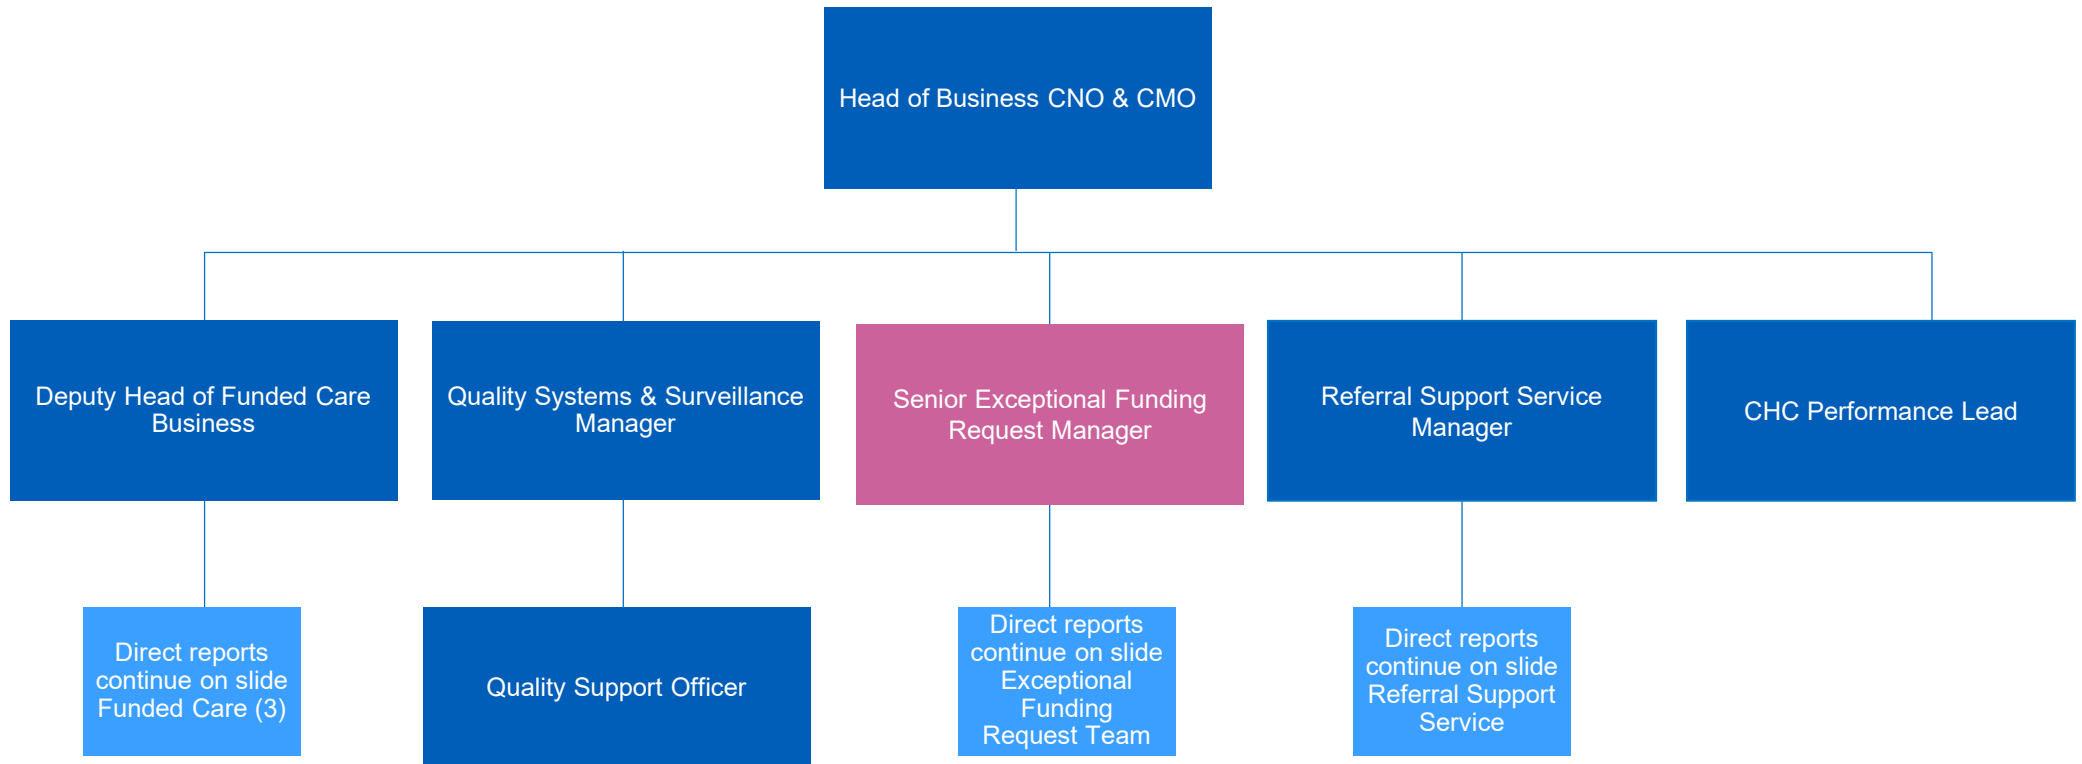 Head of Business CNO & CMO
Deputy Head of Funded Care
Business
Quality Systems & Surveillance
Manager
Senior Exceptional Funding
Request Manager
Referral Support Service
Manager
CHC Performance Lead
Direct reports
continue on slide
Funded Care (3)
Quality Support Officer
Direct reports
continue on slide
Exceptional
Funding
Request Team
Direct reports
continue on slide
Referral Support
Service